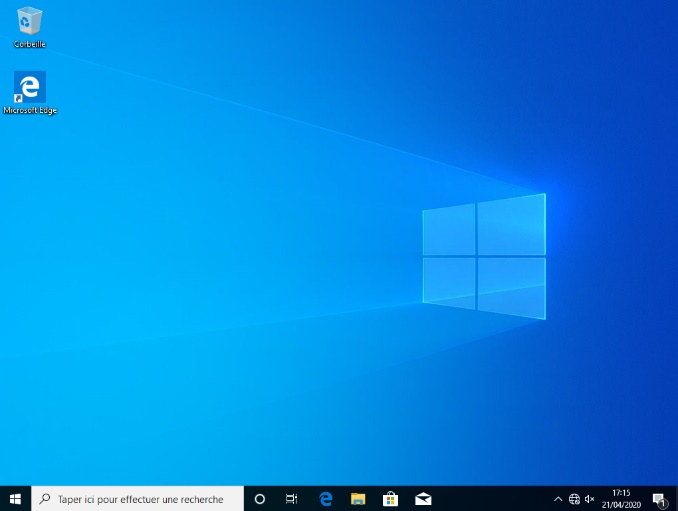 Corbeille
Microsoft Edge
Taper ici pour effectuer une recherche
17:15
21/04/2020
1